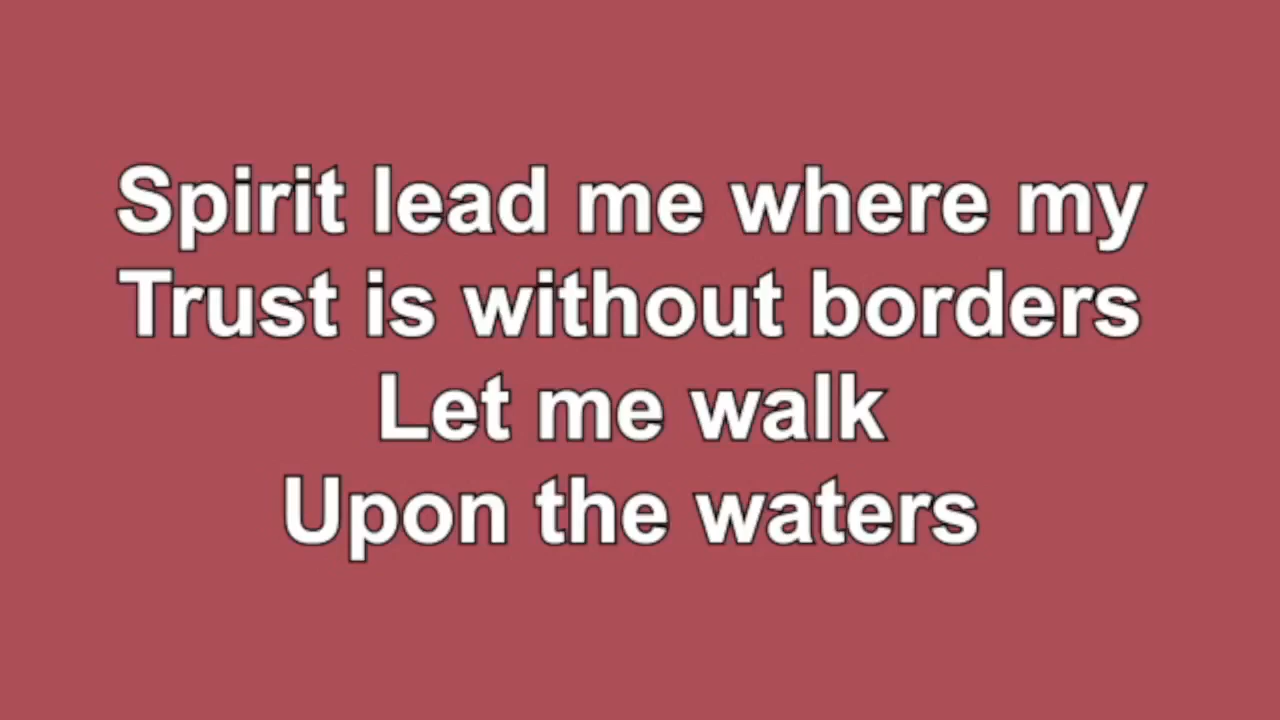 Spirit lead me where my
Trust is without borders
Let me walk
Upon the waters